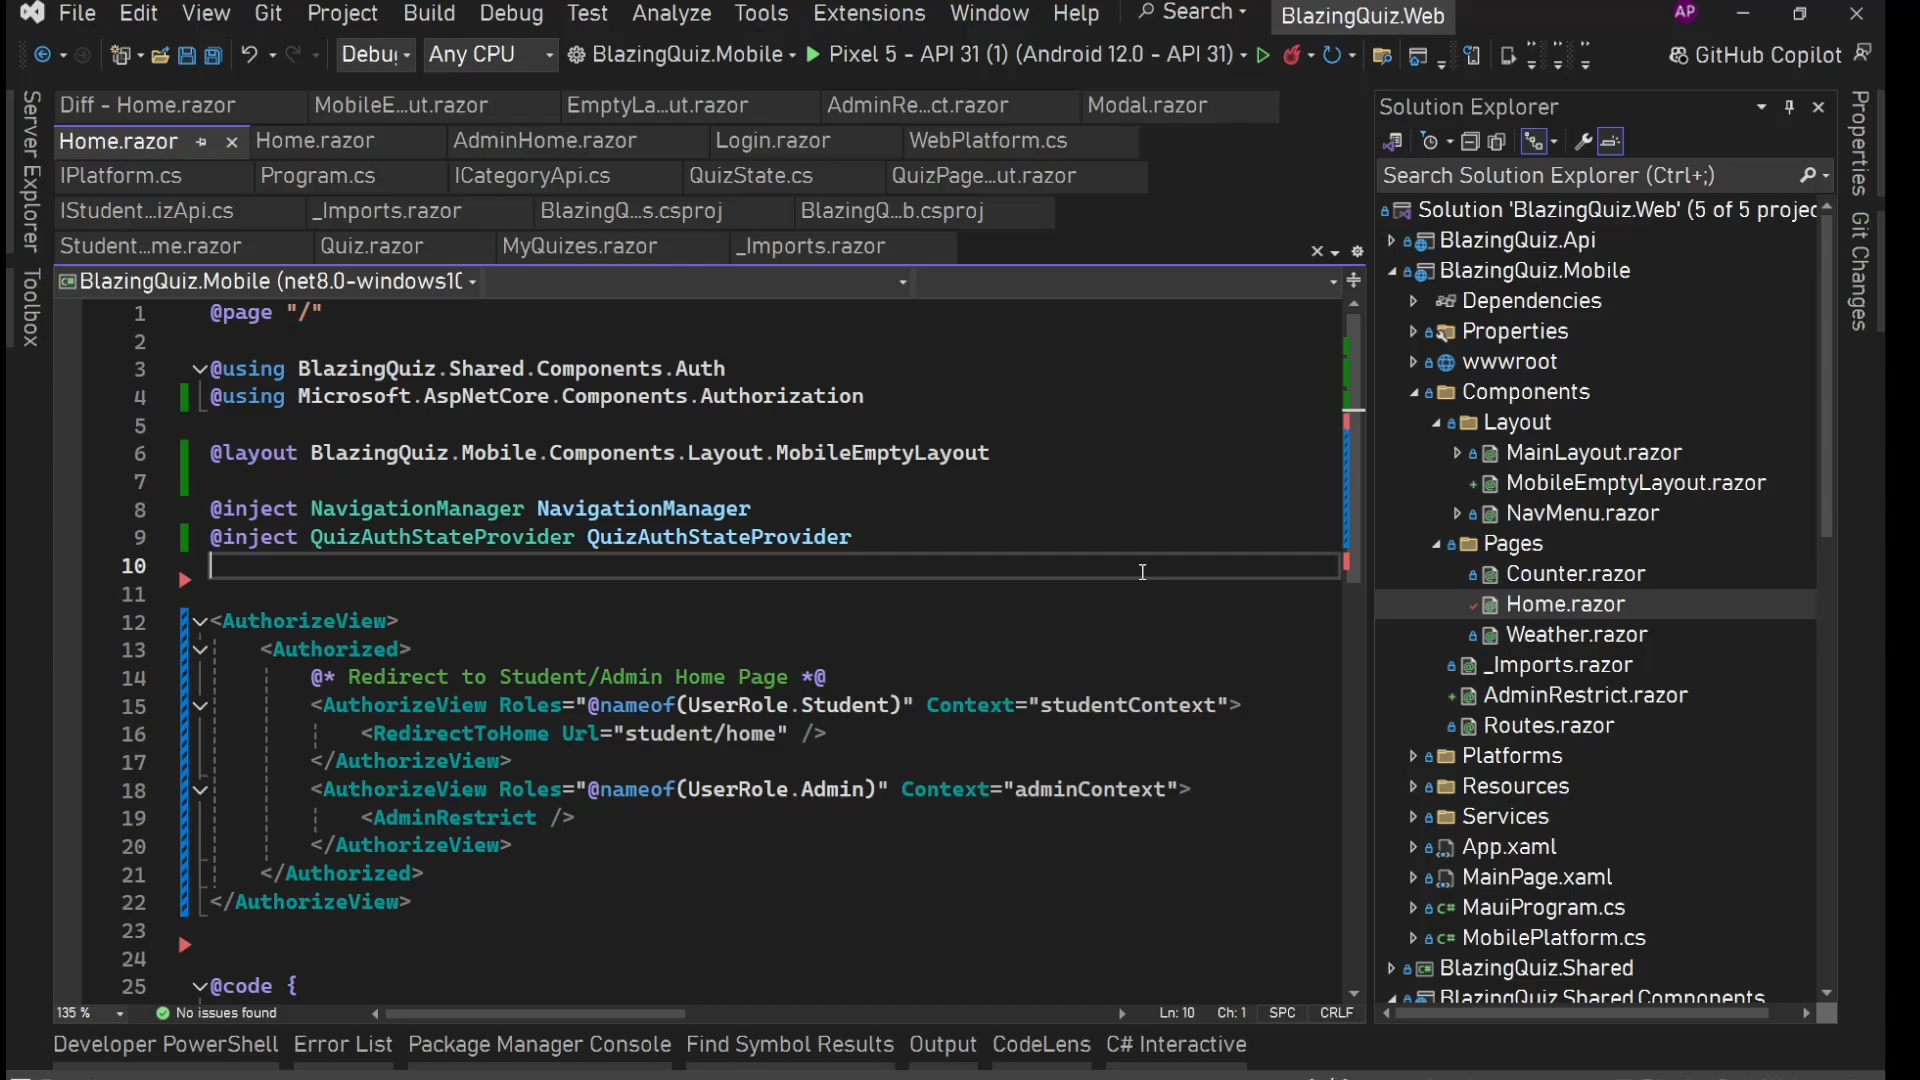 File Edit View Git Project Build Debug Test Analyze Tools Extensions Window Help Search BlazingQuiz.Web AP
Debu Any CPU BlazingQuiz.Mobile Pixel 5 - API 31 (1) (Android 12.0 - API 31) GitHub Copilot
Server Explorer
Toolbox
Diff - Home.razor MobileE...ut.razor EmptyLa...ut.razor AdminRe...ct.razor Modal.razor
Home.razor Home.razor AdminHome.razor Login.razor WebPlatform.cs
IPlatform.cs Program.cs ICategoryApi.cs QuizState.cs QuizPage...ut.razor
IStudent...izApi.cs _Imports.razor BlazingQ...s.csproj BlazingQ...b.csproj
Student...me.razor Quiz.razor MyQuizes.razor _Imports.razor
BlazingQuiz.Mobile (net8.0-windows10
1 @page "/"
2
3 @using BlazingQuiz.Shared.Components.Auth
4 @using Microsoft.AspNetCore.Components.Authorization
5
6 @layout BlazingQuiz.Mobile.Components.Layout.MobileEmptyLayout
7
8 @inject NavigationManager NavigationManager
9 @inject QuizAuthStateProvider QuizAuthStateProvider
10
11
12 <AuthorizeView>
13 <Authorized>
14 @* Redirect to Student/Admin Home Page *@
15 <AuthorizeView Roles="@nameof(UserRole.Student)" Context="studentContext">
16 <RedirectToHome Url="student/home" />
17 </AuthorizeView>
18 <AuthorizeView Roles="@nameof(UserRole.Admin)" Context="adminContext">
19 <AdminRestrict />
20 </AuthorizeView>
21 </Authorized>
22 </AuthorizeView>
23
24
25 @code {
135 % No issues found Ln: 10 Ch: 1 SPC CRLF
Developer PowerShell Error List Package Manager Console Find Symbol Results Output CodeLens C# Interactive
Solution Explorer
Search Solution Explorer (Ctrl+;)
Solution 'BlazingQuiz.Web' (5 of 5 projec
BlazingQuiz.Api
BlazingQuiz.Mobile
Dependencies
Properties
wwwroot
Components
Layout
MainLayout.razor
MobileEmptyLayout.razor
NavMenu.razor
Pages
Counter.razor
Home.razor
Weather.razor
_Imports.razor
AdminRestrict.razor
Routes.razor
Platforms
Resources
Services
App.xaml
MainPage.xaml
MauiProgram.cs
MobilePlatform.cs
BlazingQuiz.Shared
BlazingQuiz.Shared.Components
Properties
Git Changes